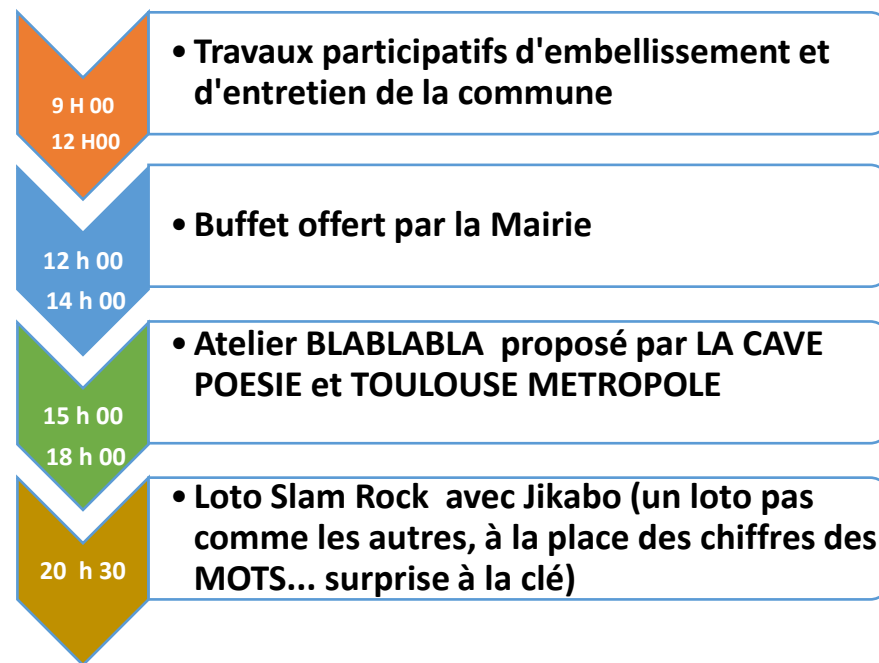 9 H 00
12 H00
• Travaux participatifs d'embellissement et
d'entretien de la commune
12 h 00
14 h 00
• Buffet offert par la Mairie
15 h 00
18 h 00
• Atelier BLABLABLA  proposé par LA CAVE
POESIE et TOULOUSE METROPOLE
20 h 30
• Loto Slam Rock  avec Jikabo (un loto pas
comme les autres, à la place des chiffres des
MOTS... surprise à la clé)